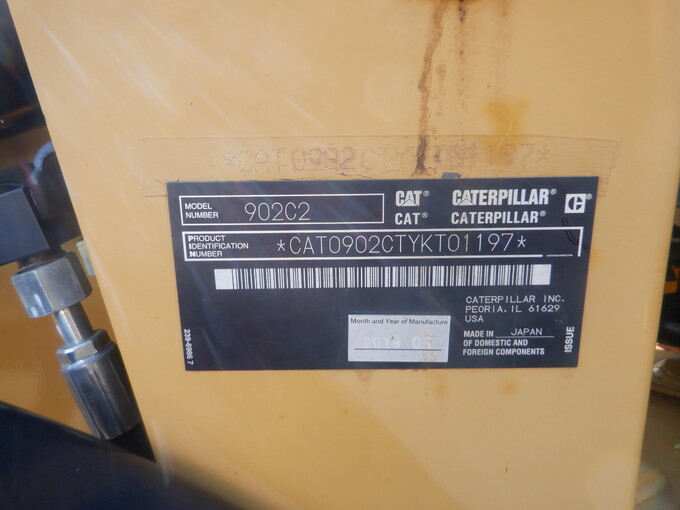 MODEL NUMBER 902C2
CAT® CATERPILLAR®
CAT® CATERPILLAR®
PRODUCT IDENTIFICATION NUMBER *CAT0902CTYKT01197*
CATERPILLAR INC.
PEORIA, IL 61629
USA
Month and Year of Manufacture
MADE IN JAPAN
OF DOMESTIC AND
FOREIGN COMPONENTS
239-6986 7
ISSUE